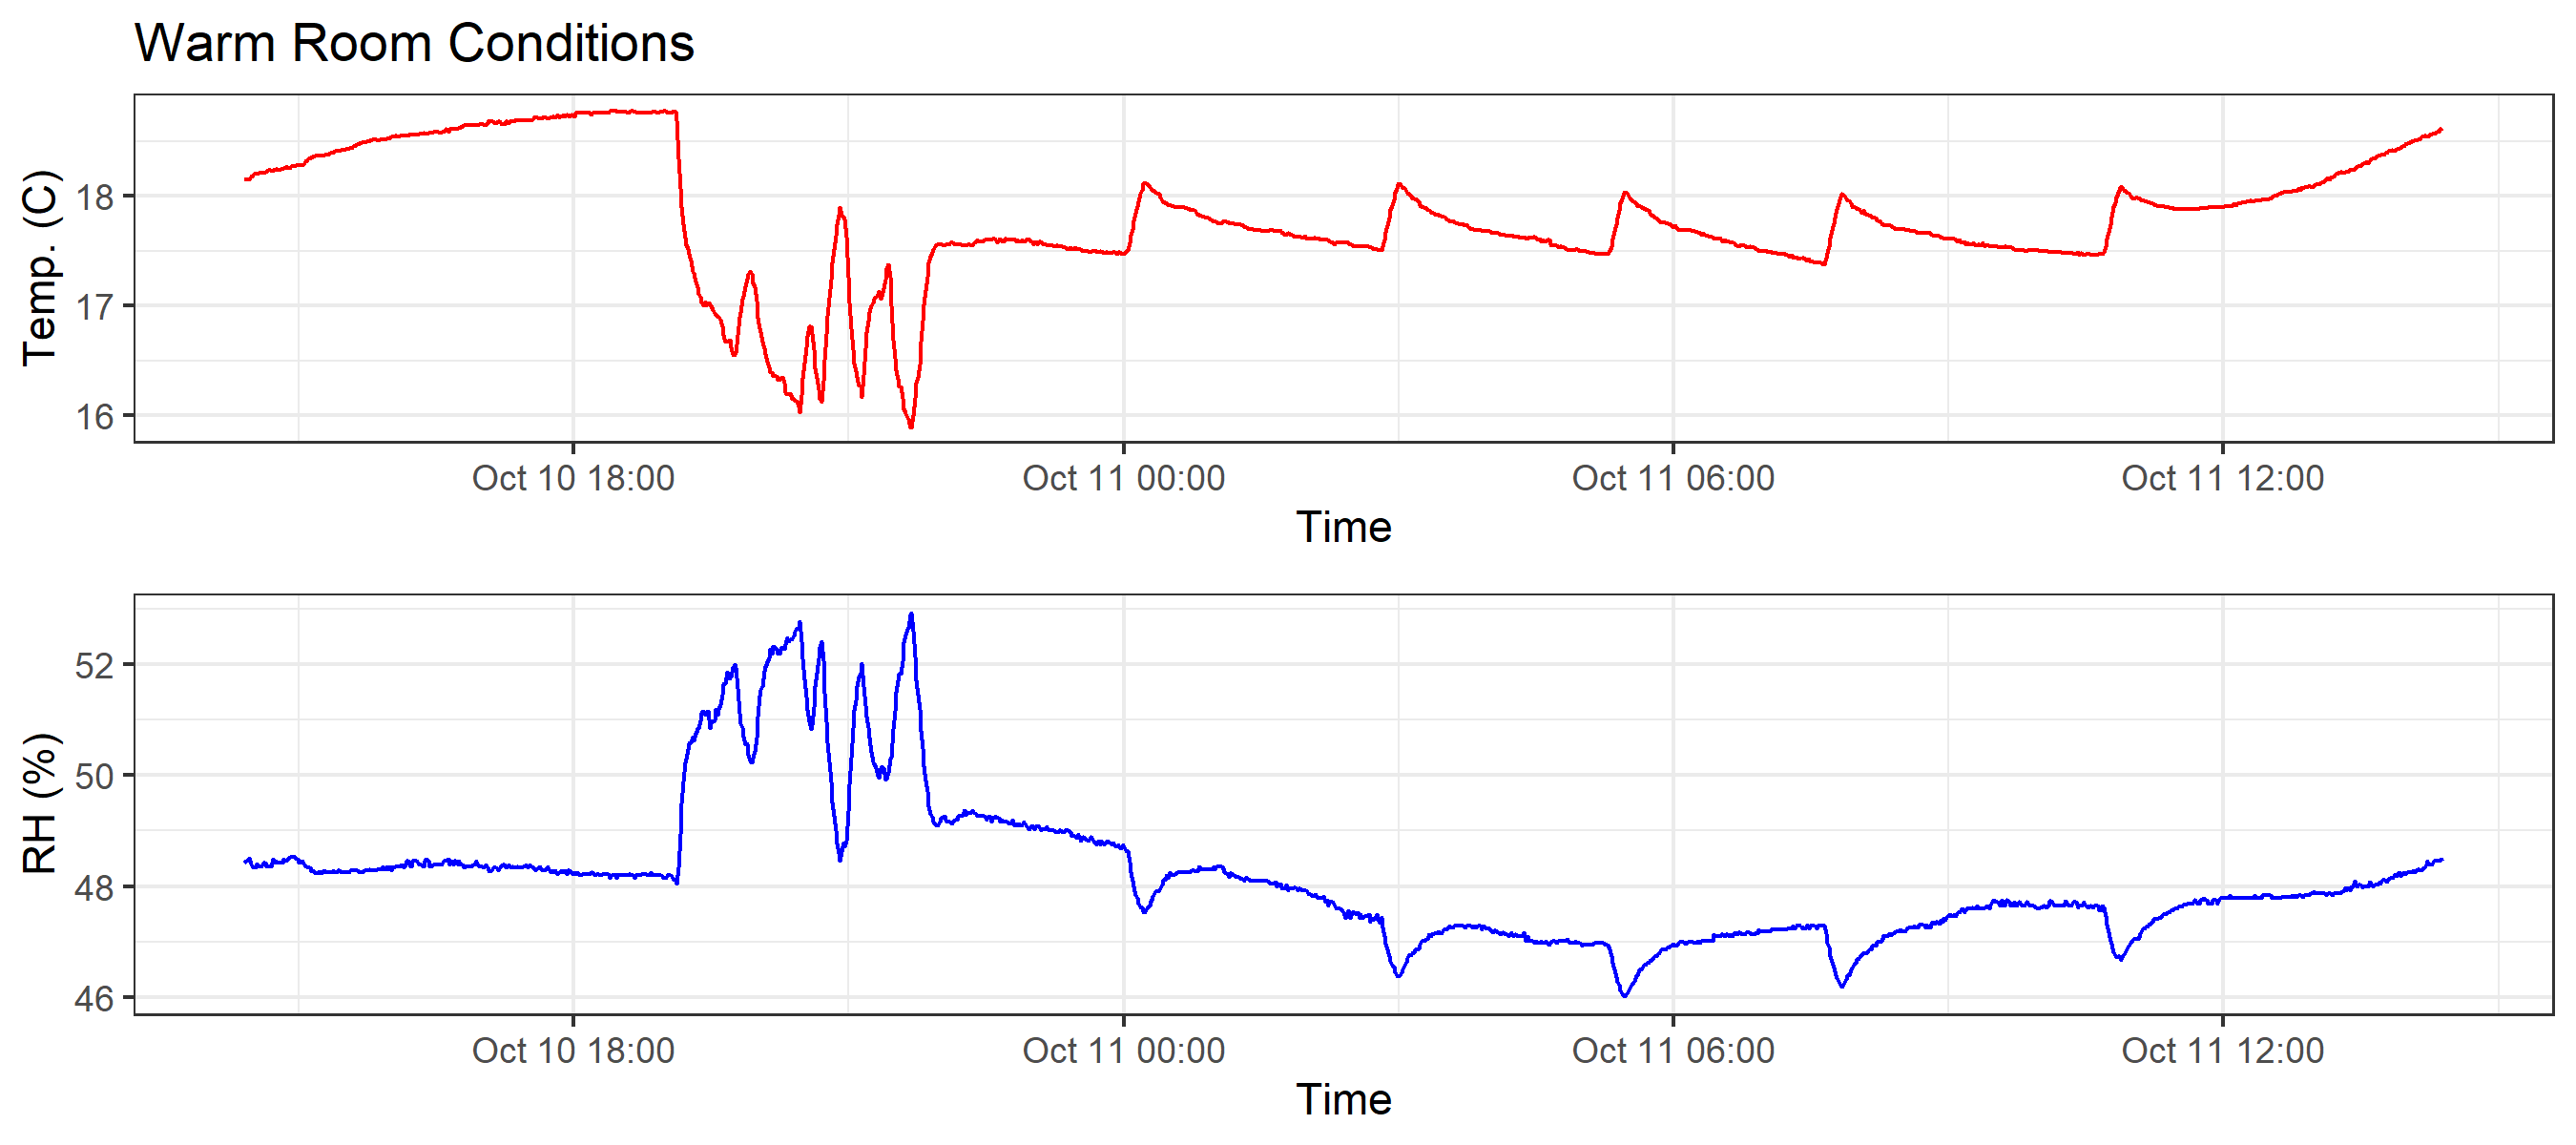 Warm Room Conditions
Temp. (C)
18
17
16
Oct 10 18:00 Oct 11 00:00 Oct 11 06:00 Oct 11 12:00
Time
RH (%)
52
50
48
46
Oct 10 18:00 Oct 11 00:00 Oct 11 06:00 Oct 11 12:00
Time